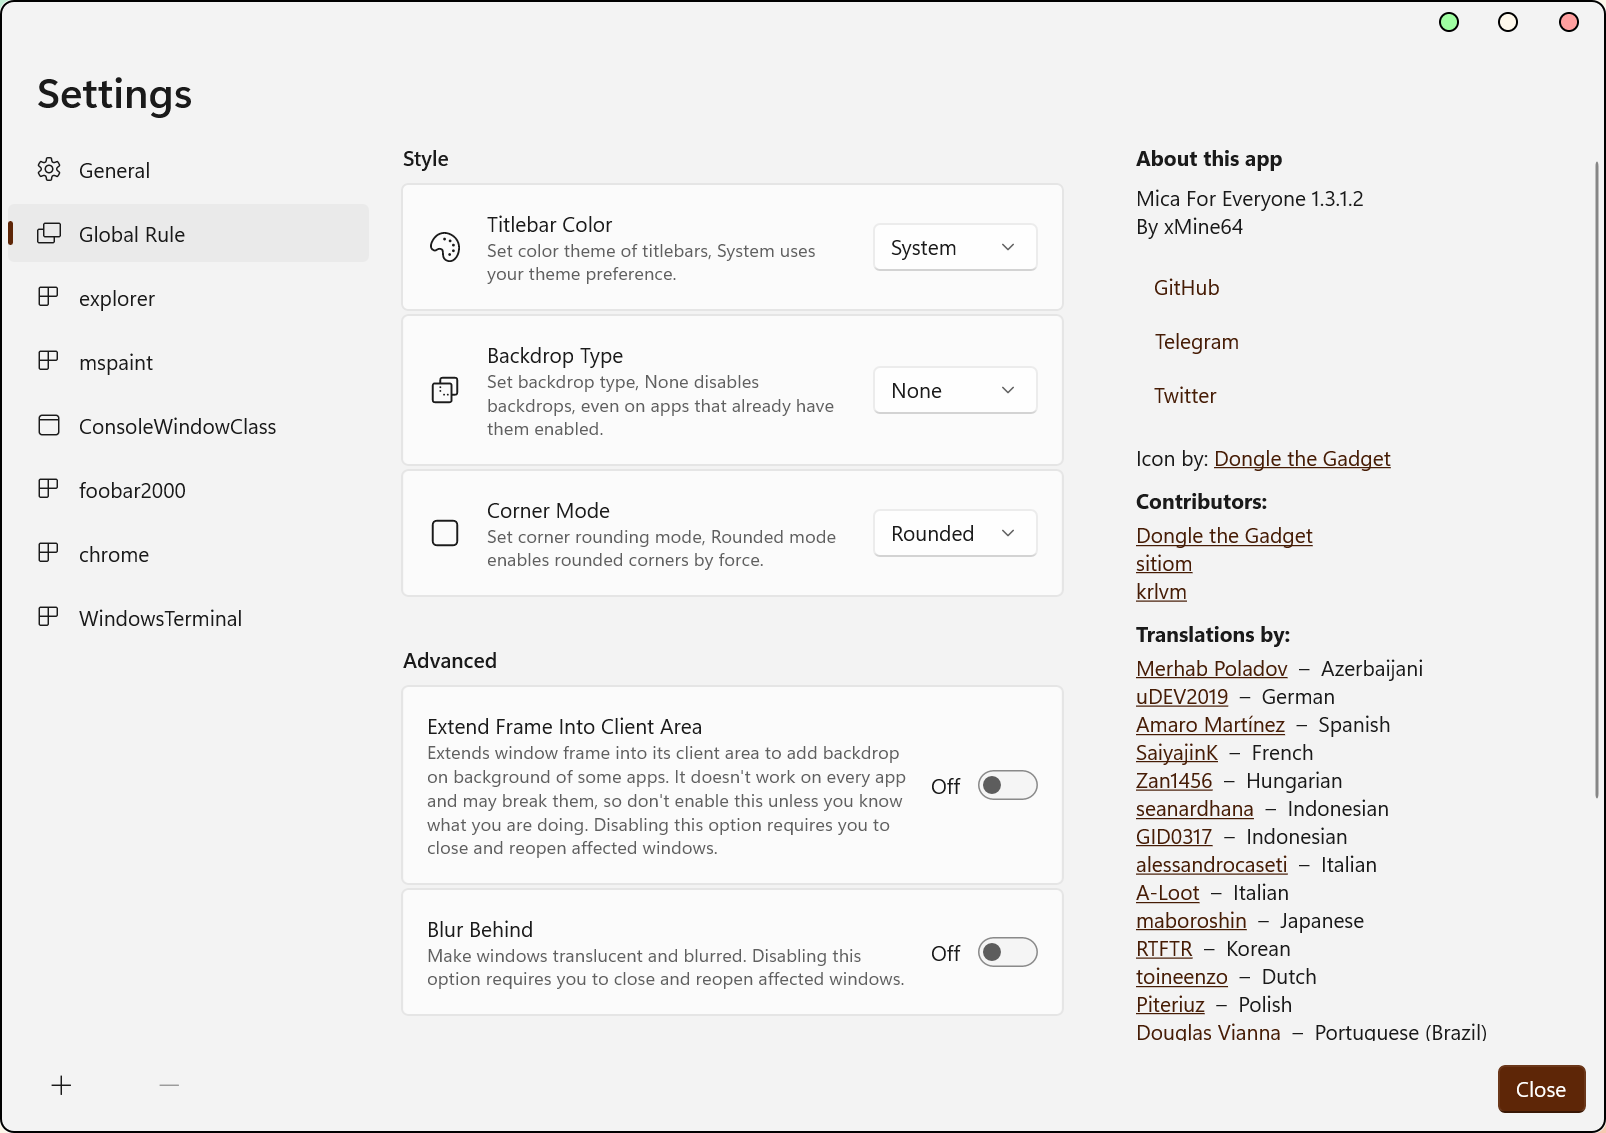 Settings
General
Global Rule
explorer
mspaint
ConsoleWindowClass
foobar2000
chrome
WindowsTerminal
Style
Titlebar Color
Set color theme of titlebars, System uses
your theme preference.
System
Backdrop Type
Set backdrop type, None disables
backdrops, even on apps that already have
them enabled.
None
Corner Mode
Set corner rounding mode, Rounded mode
enables rounded corners by force.
Rounded
Advanced
Extend Frame Into Client Area
Extends window frame into its client area to add backdrop
on background of some apps. It doesn't work on every app
and may break them, so don't enable this unless you know
what you are doing. Disabling this option requires you to
close and reopen affected windows.
Off
Blur Behind
Make windows translucent and blurred. Disabling this
option requires you to close and reopen affected windows.
Off
About this app
Mica For Everyone 1.3.1.2
By xMine64
GitHub
Telegram
Twitter
Icon by: Dongle the Gadget
Contributors:
Dongle the Gadget
sitiom
krlvm
Translations by:
Merhab Poladov – Azerbaijani
uDEV2019 – German
Amaro Martínez – Spanish
SaiyajinK – French
Zan1456 – Hungarian
seanardhana – Indonesian
GID0317 – Indonesian
alessandrocaseti – Italian
A-Loot – Italian
maboroshin – Japanese
RTFTR – Korean
toineenzo – Dutch
Piteriuz – Polish
Douglas Vianna – Portuguese (Brazil)
Close